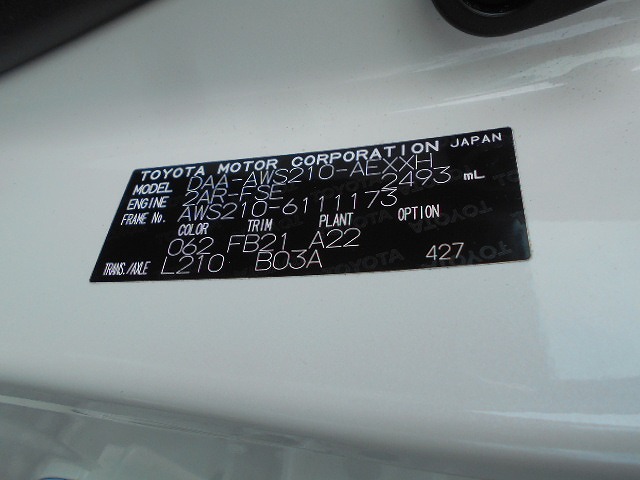 TOYOTA MOTOR CORPORATION JAPAN
MODEL DAA-AWS210-AEXXH
ENGINE 2AR-FSE 2493 mL
FRAME No. AWS210-6111173
COLOR TRIM PLANT OPTION
062 FB21 A22
TRANS./AXLE L210 B03A 427